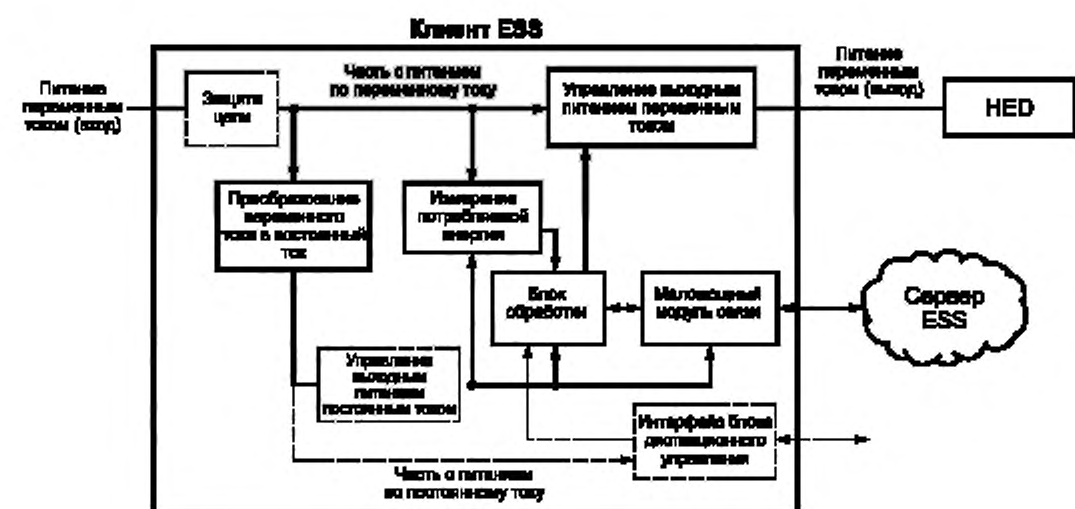 Клиент ESS
Питание
переменным
током (вход)
Защита
цепи
Часть с питанием
по переменному току
Управление выходным
питанием переменным
током
Питание
переменным
током (выход)
HED
Преобразование
переменного
тока в постоянный
ток
Измерение
потребляемой
энергии
Блок
обработки
Маломощный
модуль связи
Сервер
ESS
Управление
выходным
питанием
постоянным током
Интерфейс блока
дистанционного
управления
Часть с питанием
по постоянному току